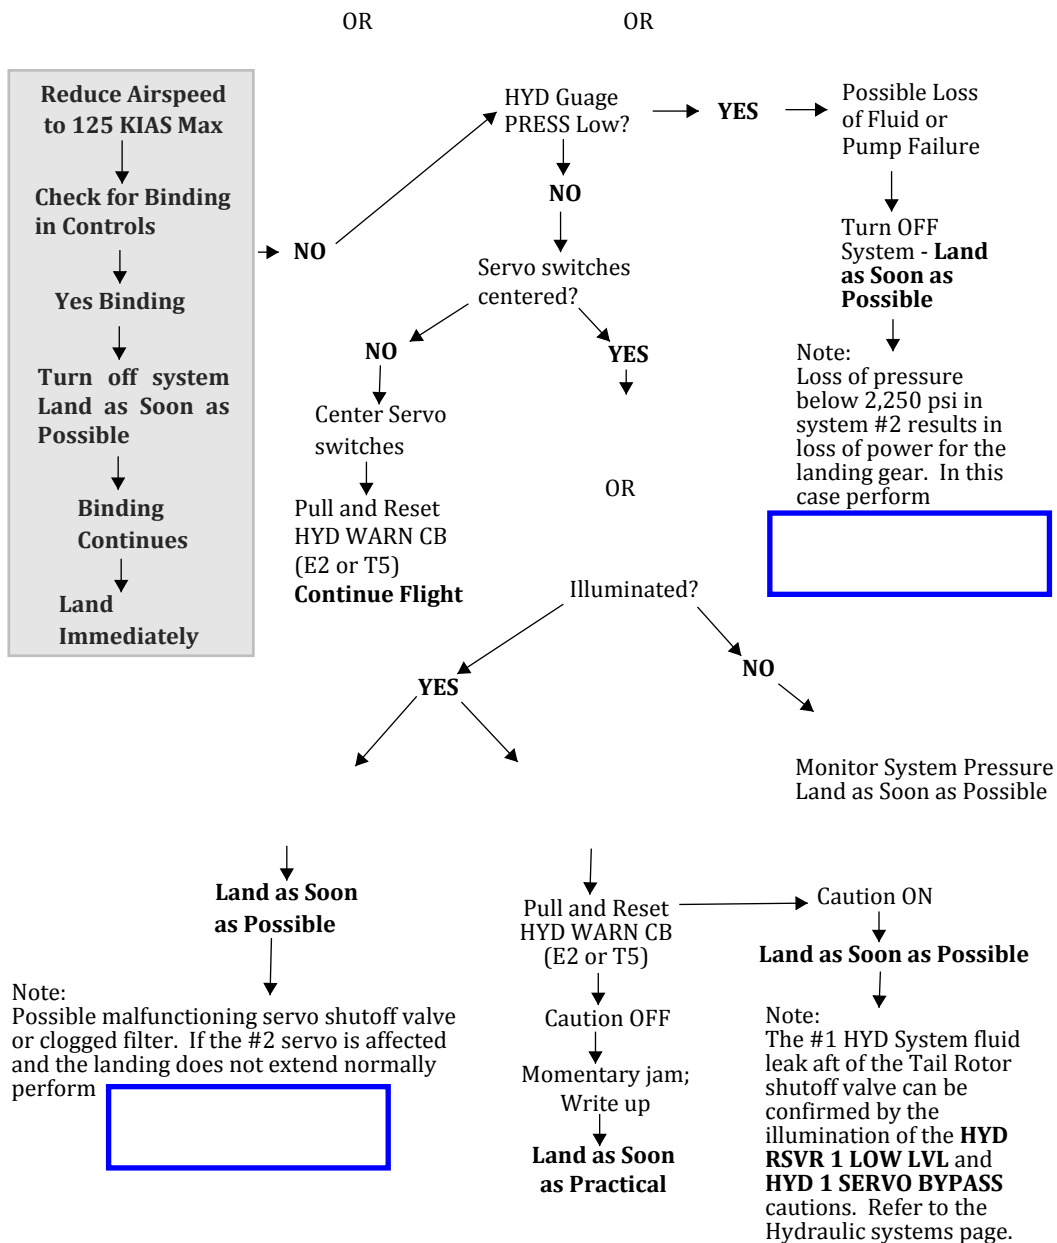 OR
OR
Reduce Airspeed
to 125 KIAS Max
Check for Binding
in Controls
Yes Binding
Turn off system
Land as Soon as
Possible
Binding
Continues
Land
Immediately
NO
HYD Guage
PRESS Low?
YES
Possible Loss
of Fluid or
Pump Failure
NO
Turn OFF
System - Land
as Soon as
Possible
Servo switches
centered?
NO
YES
Note:
Loss of pressure
below 2,250 psi in
system #2 results in
loss of power for the
landing gear. In this
case perform
Center Servo
switches
Pull and Reset
HYD WARN CB
(E2 or T5)
Continue Flight
OR
Illuminated?
YES
NO
Monitor System Pressure
Land as Soon as Possible
Land as Soon
as Possible
Note:
Possible malfunctioning servo shutoff valve
or clogged filter. If the #2 servo is affected
and the landing does not extend normally
perform
Pull and Reset
HYD WARN CB
(E2 or T5)
Caution OFF
Momentary jam;
Write up
Land as Soon
as Practical
Caution ON
Land as Soon as Possible
Note:
The #1 HYD System fluid
leak aft of the Tail Rotor
shutoff valve can be
confirmed by the
illumination of the HYD
RSVR 1 LOW LVL and
HYD 1 SERVO BYPASS
cautions. Refer to the
Hydraulic systems page.